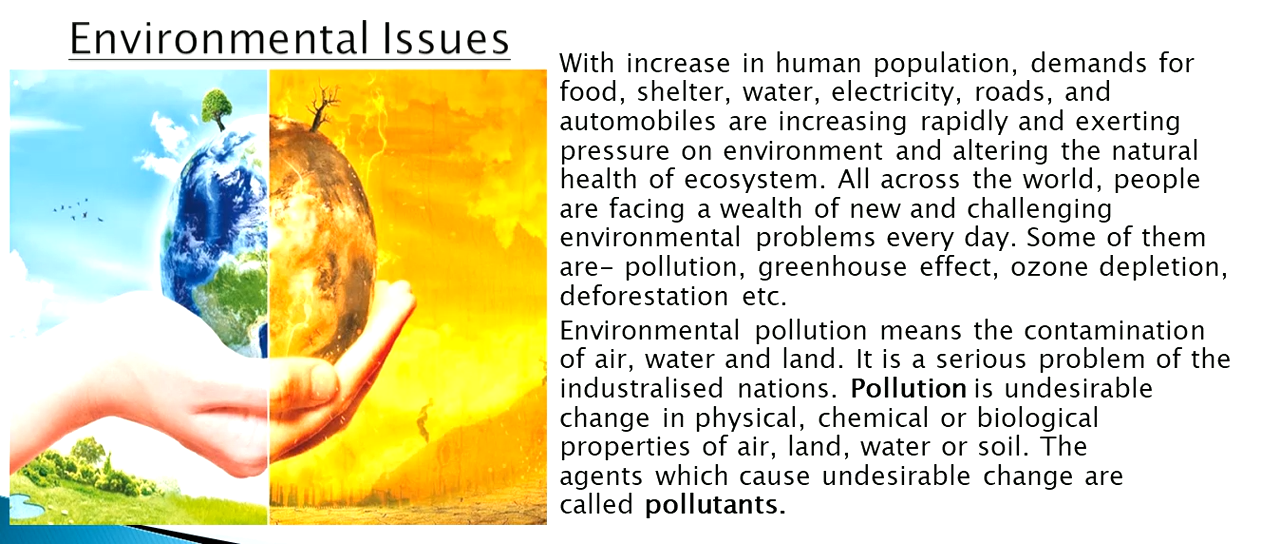 Environmental Issues
With increase in human population, demands for
food, shelter, water, electricity, roads, and
automobiles are increasing rapidly and exerting
pressure on environment and altering the natural
health of ecosystem. All across the world, people
are facing a wealth of new and challenging
environmental problems every day. Some of them
are– pollution, greenhouse effect, ozone depletion,
deforestation etc.
Environmental pollution means the contamination
of air, water and land. It is a serious problem of the
industralised nations. Pollution is undesirable
change in physical, chemical or biological
properties of air, land, water or soil. The
agents which cause undesirable change are
called pollutants.